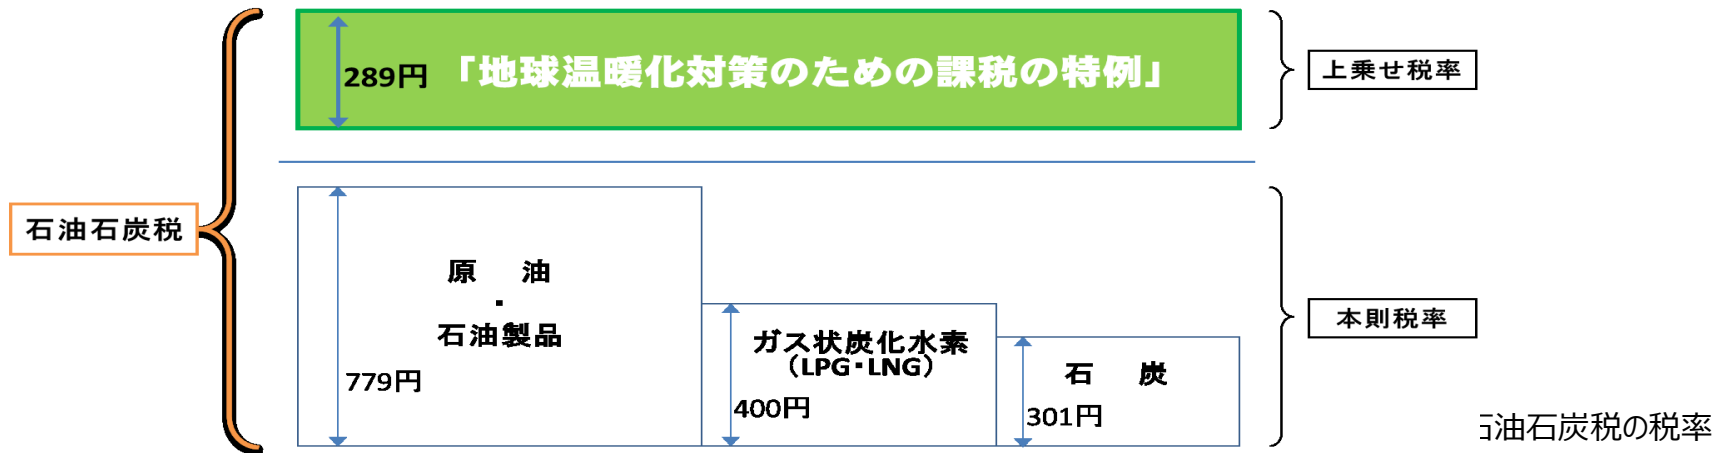 289円 「地球温暖化対策のための課税の特例」
上乗せ税率
石油石炭税
原 油
・
石油製品
779円
ガス状炭化水素
(LPG・LNG)
400円
石 炭
301円
本則税率
石油石炭税の税率